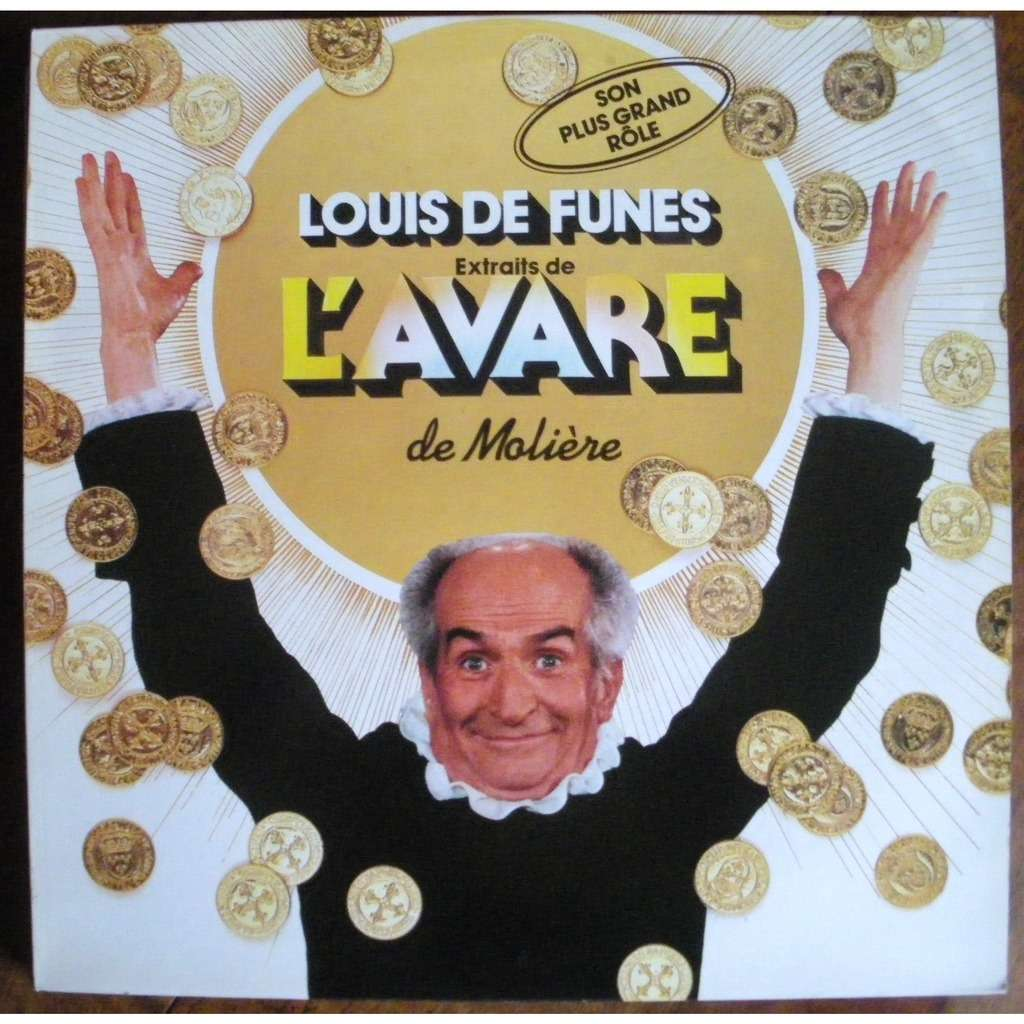 SON
PLUS GRAND
RÔLE
LOUIS DE FUNES
Extraits de
L'AVARE
de Molière